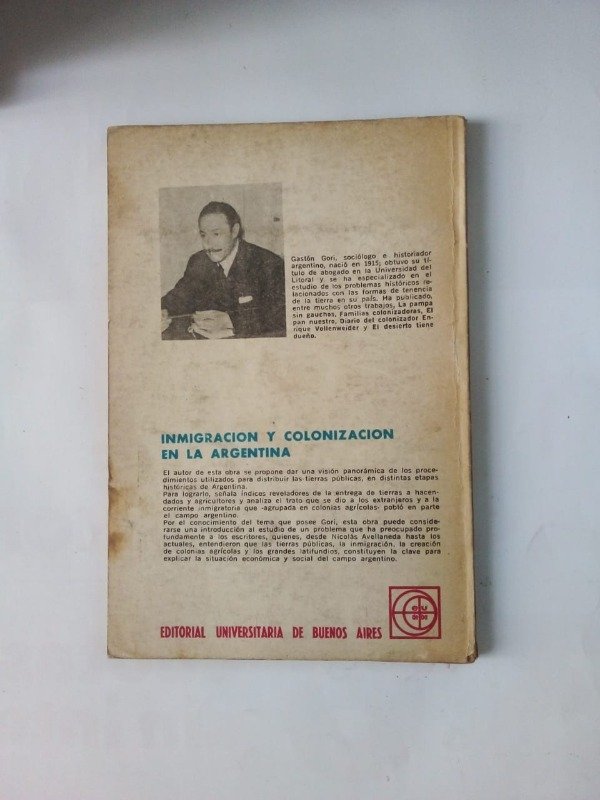 Gastón Gori, sociólogo e historiador
argentino, nació en 1915; obtuvo su tí-
tulo de abogado en la Universidad del
Litoral y se ha especializado en el
estudio de los problemas históricos re-
lacionados con las formas de tenencia
de la tierra en su país. Ha publicado,
entre muchos otros trabajos, La pampa
sin gauchos, Familias colonizadoras, El
pan nuestro, Diario del colonizador En-
rique Vollenweider y El desierto tiene
dueño.
INMIGRACION Y COLONIZACION
EN LA ARGENTINA
El autor de esta obra se propone dar una visión panorámica de los proce-
dimientos utilizados para distribuir las tierras públicas, en distintas etapas
históricas de Argentina.
Para lograrlo, señala índices reveladores de la entrega de tierras a hacen-
dados y agricultores y analiza el trato que se dio a los extranjeros y a la
corriente inmigratoria que -agrupada en colonias agrícolas- pobló en parte
el campo argentino.
Por el conocimiento del tema que posee Gori, esta obra puede conside-
rarse una introducción al estudio de un problema que ha preocupado pro-
fundamente a los escritores, quienes, desde Nicolás Avellaneda hasta los
actuales, entendieron que las tierras públicas, la inmigración, la creación
de colonias agrícolas y los grandes latifundios, constituyen la clave para
explicar la situación económica y social del campo argentino.
EDITORIAL UNIVERSITARIA DE BUENOS AIRES